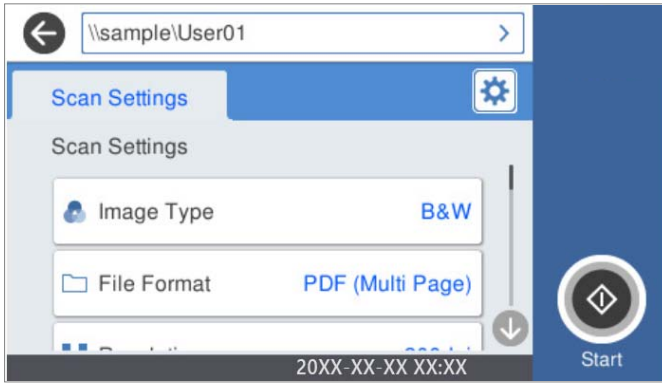 \\sample\User01
Scan Settings
Scan Settings
Image Type B&W
File Format PDF (Multi Page)
20XX-XX-XX XX:XX
Start